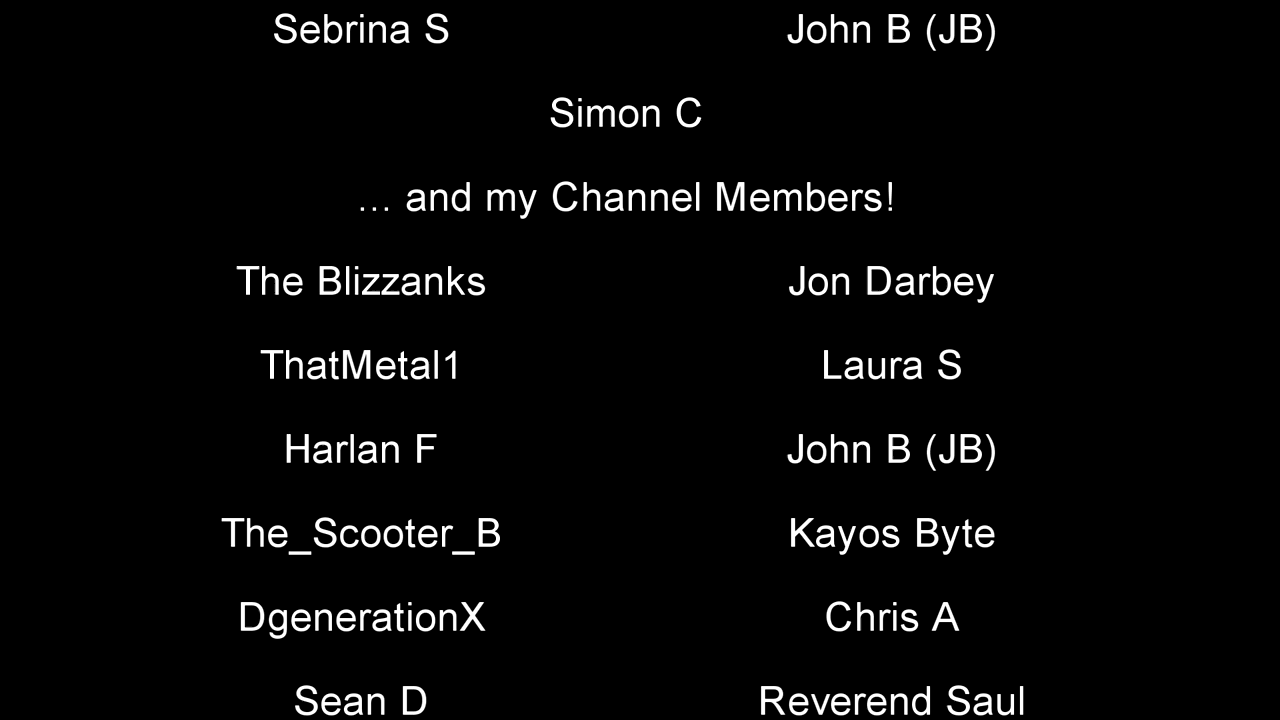 Sebrina S John B (JB)
Simon C
... and my Channel Members!
The Blizzanks Jon Darbey
ThatMetal1 Laura S
Harlan F John B (JB)
The_Scooter_B Kayos Byte
DgenerationX Chris A
Sean D Reverend Saul